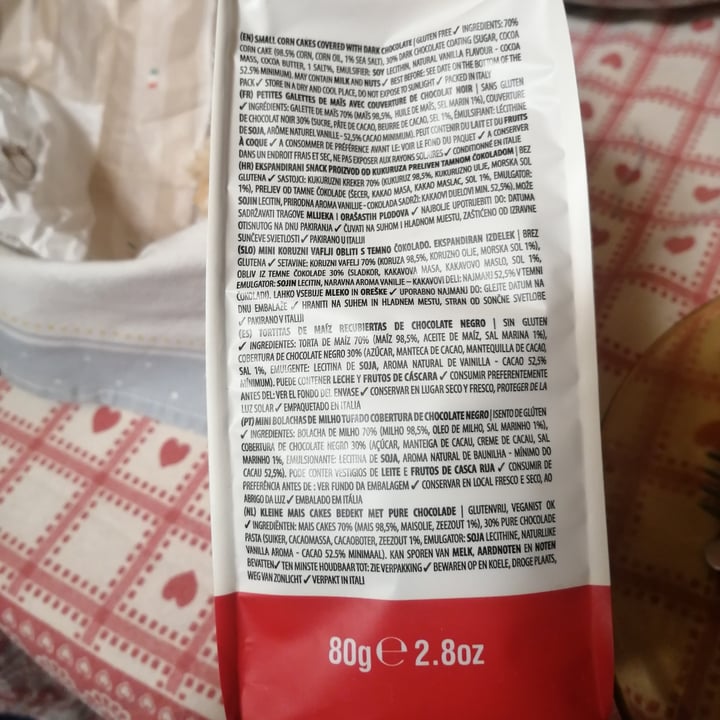 (EN) SMALL CORN CAKES COVERED WITH DARK CHOCOLATE | GLUTEN FREE ✓ INGREDIENTS: 70%
CORN CAKE (98.5% CORN, CORN OIL, 1% SEA SALT), 30% DARK CHOCOLATE COATING (SUGAR, COCOA
MASS, COCOA BUTTER, 1 SALT%, EMULSIFIER: SOY LECITHIN, NATURAL VANILLA FLAVOUR - COCOA
52.5% MINIMUM). MAY CONTAIN MILK AND NUTS ✓ BEST BEFORE: SEE DATE ON THE BOTTOM OF THE
PACK ✓ STORE IN A DRY AND COOL PLACE, DO NOT EXPOSE TO SUNLIGHT ✓ PACKED IN ITALY
(FR) PETITES GALETTES DE MAÏS AVEC COUVERTURE DE CHOCOLAT NOIR | SANS GLUTEN
✓ INGRÉDIENTS: GALETTE DE MAÏS 70% (MAÏS 98,5%, HUILE DE MAÏS, SEL MARIN 1%), COUVERTURE
DE CHOCOLAT NOIR 30% (SUCRE, PÂTE DE CACAO, BEURRE DE CACAO, SEL 1%, ÉMULSIFIANT: LÉCITHINE
DE SOJA, ARÔME NATUREL VANILLE - 52,5% CACAO MINIMUM). PEUT CONTENIR DU LAIT ET DU FRUITS
À COQUE ✓ A CONSOMMER DE PRÉFÉRENCE AVANT LE: VOIR LE FOND DU PAQUET ✓ A CONSERVER
DANS UN ENDROIT FRAIS ET SEC, NE PAS EXPOSER AUX RAYONS SOLAIRES ✓ CONDITIONNÉ EN ITALIE
(HR) EKSPANDIRANI SNACK PROIZVOD OD KUKURUZA PRELIVEN TAMNOM ČOKOLADOM | BEZ
GLUTENA ✓ SASTOJCI: KUKURUZNI KREKER 70% (KUKURUZ 98,5%, KUKURUZNO ULJE, MORSKA SOL
1%), PRELJEV OD TAMNE ČOKOLADE (ŠEĆER, KAKAO MASA, KAKAO MASLAC, SOL 1%, EMULGATOR:
SOJIN LECITIN, PRIRODNA AROMA VANILIJE - ČOKOLADA SADRŽI: KAKAOVI DIJELOVI MIN. 52,5%). MOŽE
SADRŽAVATI TRAGOVE MLIJEKA I ORAŠASTIH PLODOVA ✓ NAJBOLJE UPOTRIJEBITI DO: DATUMA
OTISNUTOG NA DNU PAKIRANJA ✓ ČUVATI NA SUHOM I HLADNOM MJESTU, ZAŠTIĆENO OD IZRAVNE
SUNČEVE SVJETLOSTI ✓ PAKIRANO U ITALIJI
(SLO) MINI KORUZNI VAFLJI OBLITI S TEMNO ČOKOLADO. EKSPANDIRAN IZDELEK | BREZ
GLUTENA ✓ SESTAVINE: KORUZNI VAFELJ 70% (KORUZA 98,5%, KORUZNO OLJE, MORSKA SOL 1%),
OBLIV IZ TEMNE ČOKOLADE 30% (SLADKOR, KAKAVOVA MASA, KAKAVOVO MASLO, SOL 1%,
EMULGATOR: SOJIN LECITIN, NARAVNA AROMA VANILIJE – KAKAVOVI DELI: NAJMANJ 52,5% V TEMNI
ČOKOLADI). LAHKO VSEBUJE MLEKO IN OREŠKE ✓ UPORABNO NAJMANJ DO: GLEJTE DATUM NA
DNU EMBALAŽE ✓ HRANITI NA SUHEM IN HLADNEM MESTU, STRAN OD SONČNE SVETLOBE
✓ PAKIRANO V ITALIJI
(ES) TORTITAS DE MAÍZ RECUBIERTAS DE CHOCOLATE NEGRO | SIN GLUTEN
✓ INGREDIENTES: TORTA DE MAÍZ 70% (MAÍZ 98,5%, ACEITE DE MAÍZ, SAL MARINA 1%),
COBERTURA DE CHOCOLATE NEGRO 30% (AZÚCAR, MANTECA DE CACAO, MANTEQUILLA DE CACAO,
SAL 1%, EMULGENTE: LECITINA DE SOJA, AROMA NATURAL DE VAINILLA - CACAO 52,5%
MÍNIMUM). PUEDE CONTENER LECHE Y FRUTOS DE CÁSCARA ✓ CONSUMIR PREFERENTEMENTE
ANTES DEL: VER EL FONDO DEL ENVASE ✓ CONSERVAR EN LUGAR SECO Y FRESCO, PROTEGER DE LA
LUZ SOLAR ✓ EMPAQUETADO EN ITALIA
(PT) MINI BOLACHAS DE MILHO TUFADO COBERTURA DE CHOCOLATE NEGRO | ISENTO DE GLÚTEN
✓ INGREDIENTES: BOLACHA DE MILHO 70% (MILHO 98,5%, OLEO DE MILHO, SAL MARINHO 1%),
COBERTURA DE CHOCOLATE NEGRO 30% (AÇÚCAR, MANTEIGA DE CACAU, CREME DE CACAU, SAL
MARINHO 1%, EMULSIONANTE: LECITINA DE SOJA, AROMA NATURAL DE BAUNILHA - MÍNIMO DO
CACAU 52,5%). PODE CONTER VESTIGIOS DE LEITE E FRUTOS DE CASCA RIJA ✓ CONSUMIR DE
PREFERÊNCIA ANTES DE : VER FUNDO DA EMBALAGEM ✓ CONSERVAR EN LOCAL FRESCO E SECO, AO
ABRIGO DA LUZ ✓ EMBALADO EM ITÁLIA
(NL) KLEINE MAIS CAKES BEDEKT MET PURE CHOCOLADE | GLUTENVRIJ, VEGANIST OK
✓ INGREDIËNTEN: MAIS CAKES 70% (MAIS 98,5%, MAISOLIE, ZEEZOUT 1%), 30% PURE CHOCOLADE
PASTA (SUIKER, CACAOMASSA, CACAOBOTER, ZEEZOUT 1%, EMULGATOR: SOJA LECITHINE, NATUURLIJKE
VANILLA AROMA - CACAO 52.5% MINIMAAL). KAN SPOREN VAN MELK, AARDNOTEN EN NOTEN
BEVATTEN ✓ TEN MINSTE HOUDBAAR TOT: ZIE VERPAKKING ✓ BEWAREN OP EN KOELE, DROGE PLAATS,
WEG VAN ZONLICHT ✓ VERPAKT IN ITALI
80g ℮ 2.8oz